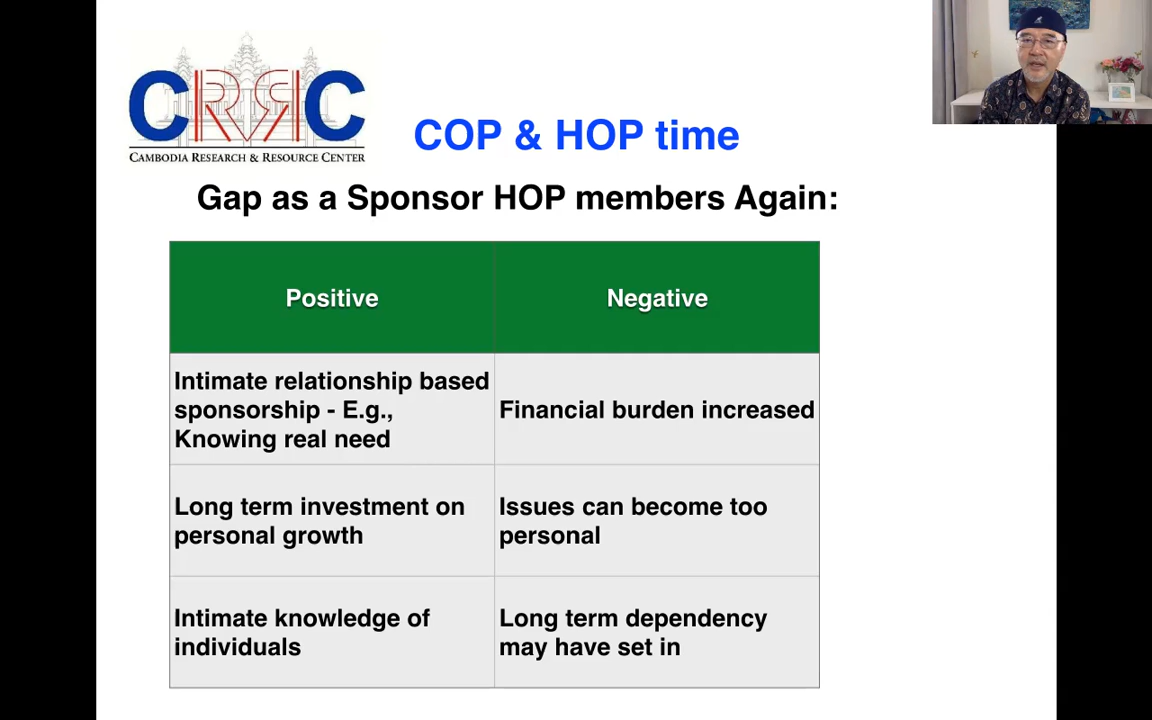 CRRC
CAMBODIA RESEARCH & RESOURCE CENTER
COP & HOP time
Gap as a Sponsor HOP members Again:
Positive
Negative
Intimate relationship based
sponsorship - E.g.,
Knowing real need
Financial burden increased
Long term investment on
personal growth
Issues can become too
personal
Intimate knowledge of
individuals
Long term dependency
may have set in